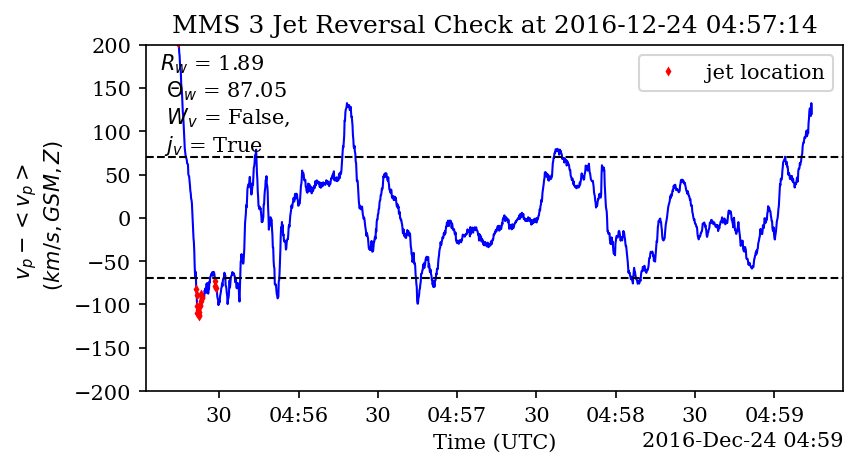 MMS 3 Jet Reversal Check at 2016-12-24 04:57:14
R_w = 1.89
Θ_w = 87.05
W_v = False,
j_v = True
jet location
v_p − < v_p >
(km/s, GSM, Z)
200
150
100
50
0
−50
−100
−150
−200
30 04:56 30 04:57 30 04:58 30 04:59
Time (UTC)
2016-Dec-24 04:59